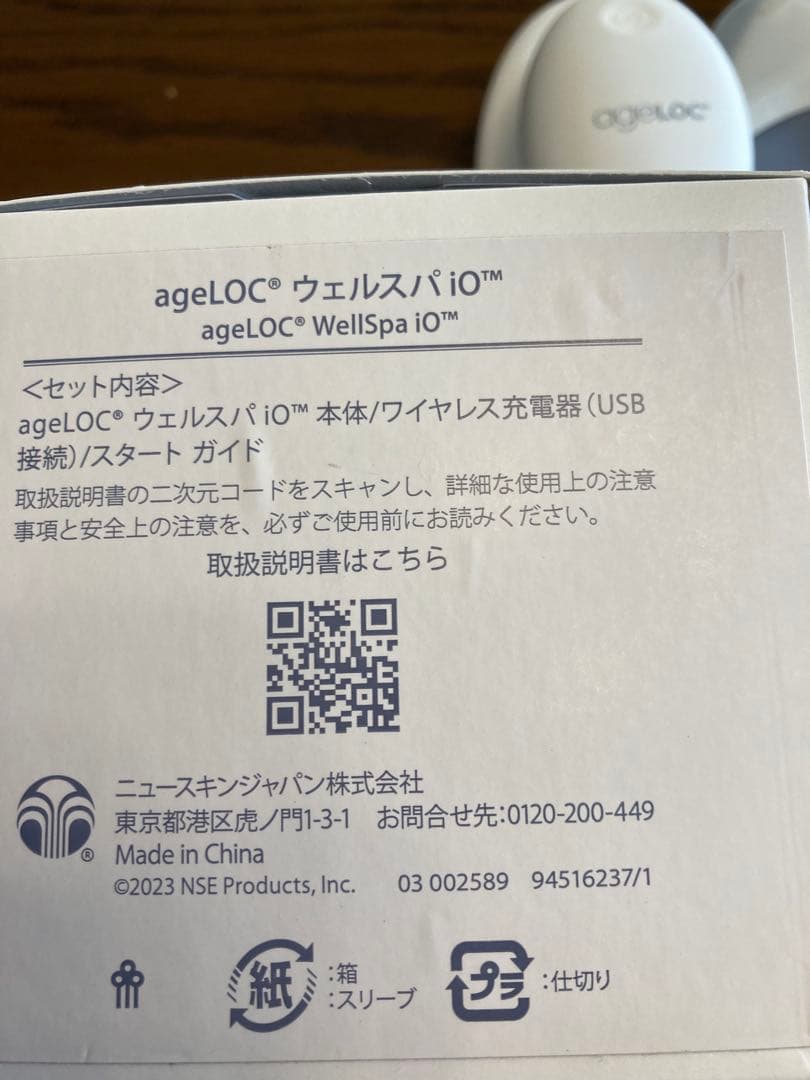 ageLOC®
ageLOC® ウェルスパ iO™
ageLOC® WellSpa iO™
＜セット内容＞
ageLOC® ウェルスパ iO™ 本体/ワイヤレス充電器（USB
接続）/スタート ガイド
取扱説明書の二次元コードをスキャンし、詳細な使用上の注意
事項と安全上の注意を、必ずご使用前にお読みください。
取扱説明書はこちら
ニュースキンジャパン株式会社
東京都港区虎ノ門1-3-1 お問合せ先：0120-200-449
®
Made in China
©2023 NSE Products, Inc. 03 002589 94516237/1
紙 ：箱
：スリーブ
プラ ：仕切り